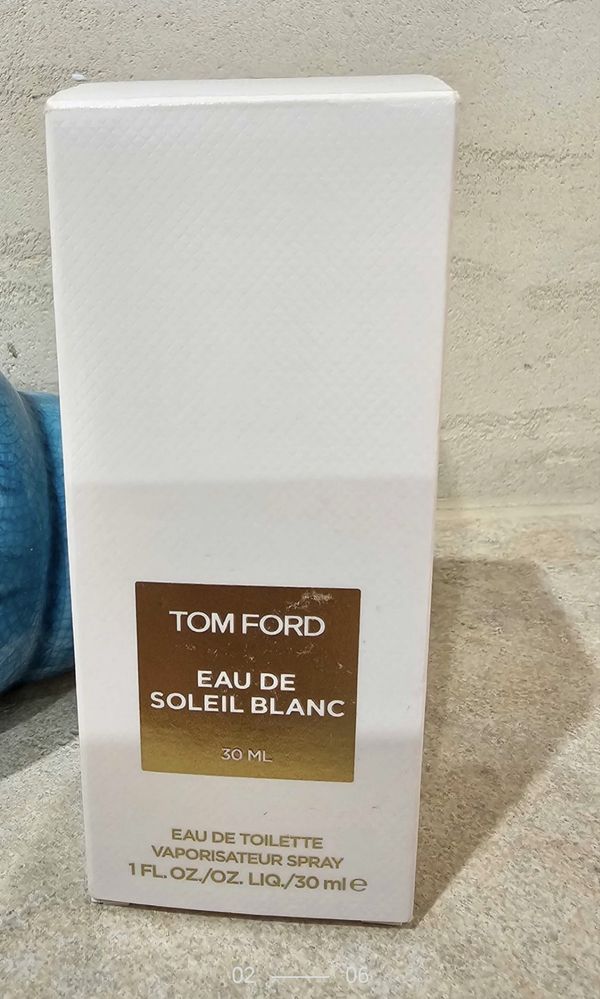 TOM FORD
EAU DE
SOLEIL BLANC
30 ML
EAU DE TOILETTE
VAPORISATEUR SPRAY
1 FL. OZ./OZ. LIQ./30 ml e
02 06